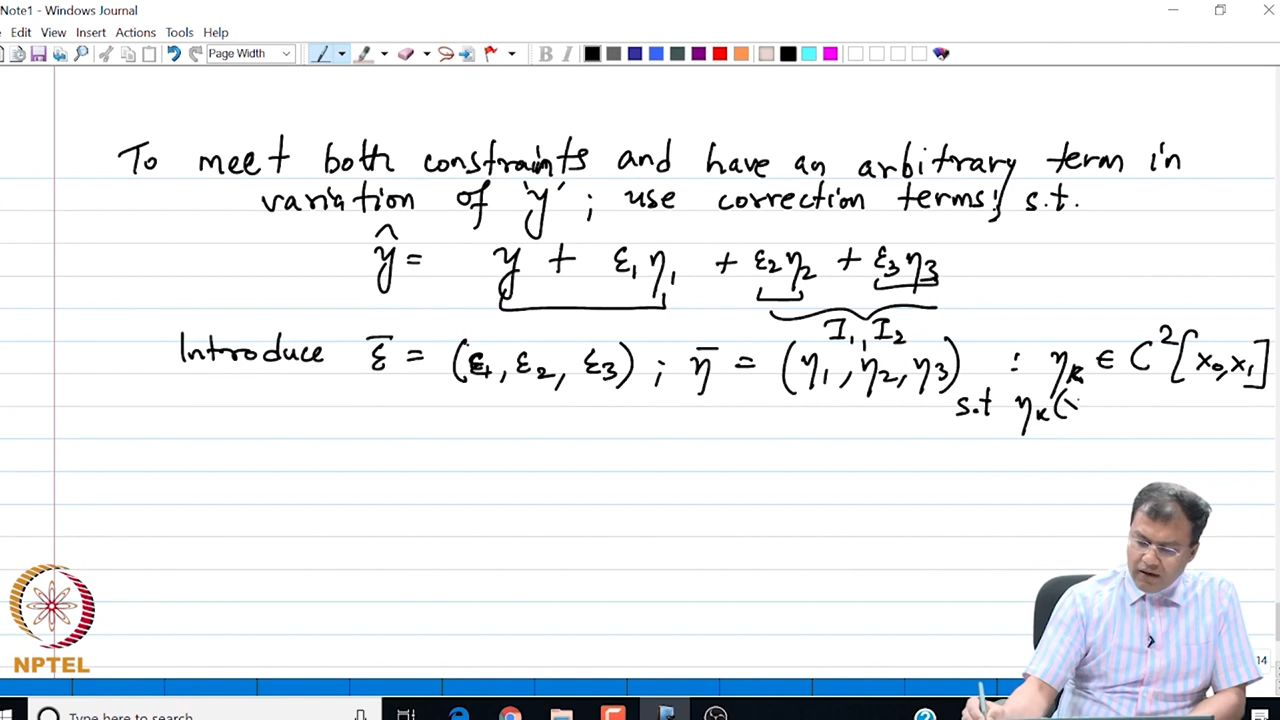 Note1 - Windows Journal
Edit View Insert Actions Tools Help
Page Width
B I
To meet both constraints and have an arbitrary term in
variation of 'y' ; use correction terms; s.t.
ŷ = y + ε₁η₁ + ε₂η₂ + ε₃η₃
I₁, I₂
Introduce ε̅ = (ε₁, ε₂, ε₃) ; η̅ = (η₁, η₂, η₃) : ηₖ ∈ C²[x₀,x₁]
s.t ηₖ(
NPTEL
14
Type here to search